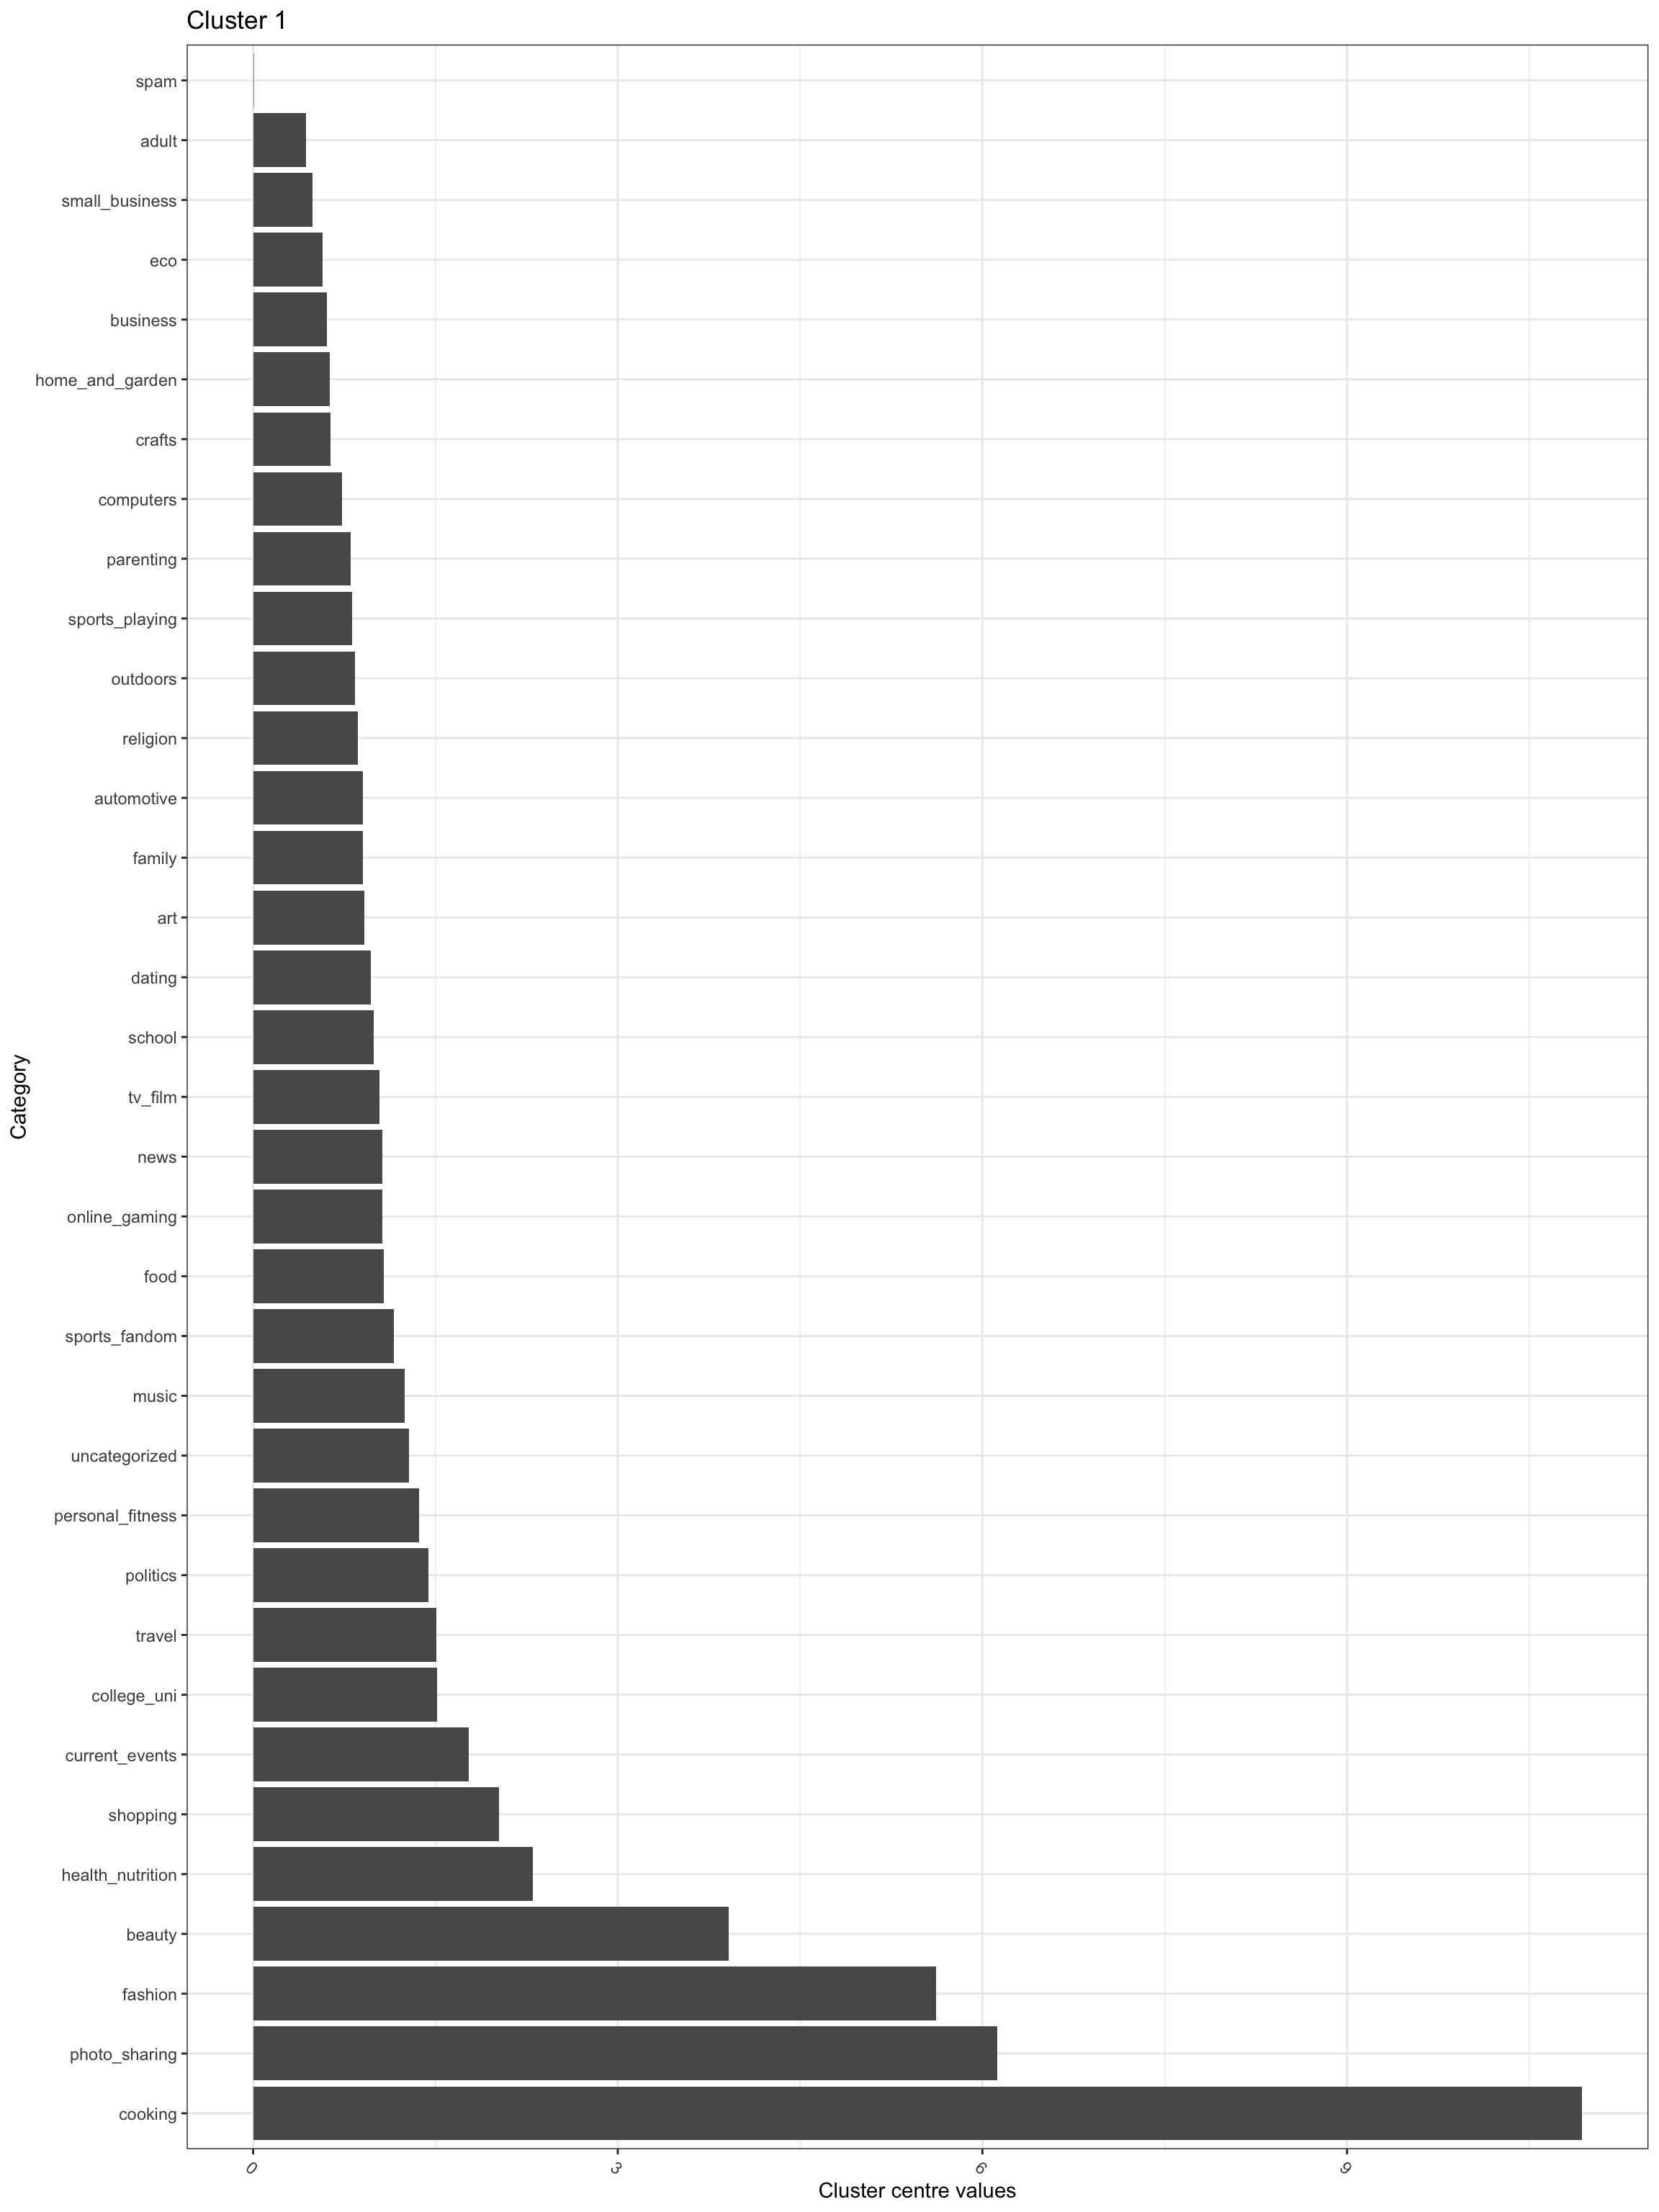 Cluster 1
spam
adult
small_business
eco
business
home_and_garden
crafts
computers
parenting
sports_playing
outdoors
religion
automotive
family
art
dating
school
tv_film
news
online_gaming
food
sports_fandom
music
uncategorized
personal_fitness
politics
travel
college_uni
current_events
shopping
health_nutrition
beauty
fashion
photo_sharing
cooking
Category
0 3 6 9
Cluster centre values